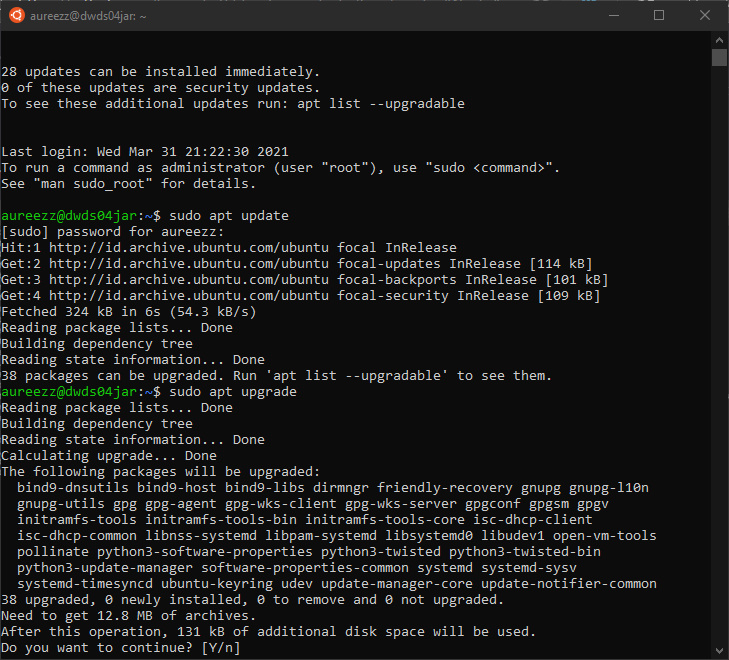 aureezz@dwds04jar: ~
28 updates can be installed immediately.
0 of these updates are security updates.
To see these additional updates run: apt list --upgradable
Last login: Wed Mar 31 21:22:30 2021
To run a command as administrator (user "root"), use "sudo <command>".
See "man sudo_root" for details.
aureezz@dwds04jar:~$ sudo apt update
[sudo] password for aureezz:
Hit:1 http://id.archive.ubuntu.com/ubuntu focal InRelease
Get:2 http://id.archive.ubuntu.com/ubuntu focal-updates InRelease [114 kB]
Get:3 http://id.archive.ubuntu.com/ubuntu focal-backports InRelease [101 kB]
Get:4 http://id.archive.ubuntu.com/ubuntu focal-security InRelease [109 kB]
Fetched 324 kB in 6s (54.3 kB/s)
Reading package lists... Done
Building dependency tree
Reading state information... Done
38 packages can be upgraded. Run 'apt list --upgradable' to see them.
aureezz@dwds04jar:~$ sudo apt upgrade
Reading package lists... Done
Building dependency tree
Reading state information... Done
Calculating upgrade... Done
The following packages will be upgraded:
bind9-dnsutils bind9-host bind9-libs dirmngr friendly-recovery gnupg gnupg-l10n
gnupg-utils gpg gpg-agent gpg-wks-client gpg-wks-server gpgconf gpgsm gpgv
initramfs-tools initramfs-tools-bin initramfs-tools-core isc-dhcp-client
isc-dhcp-common libnss-systemd libpam-systemd libsystemd0 libudev1 open-vm-tools
pollinate python3-software-properties python3-twisted python3-twisted-bin
python3-update-manager software-properties-common systemd systemd-sysv
systemd-timesyncd ubuntu-keyring udev update-manager-core update-notifier-common
38 upgraded, 0 newly installed, 0 to remove and 0 not upgraded.
Need to get 12.8 MB of archives.
After this operation, 131 kB of additional disk space will be used.
Do you want to continue? [Y/n]